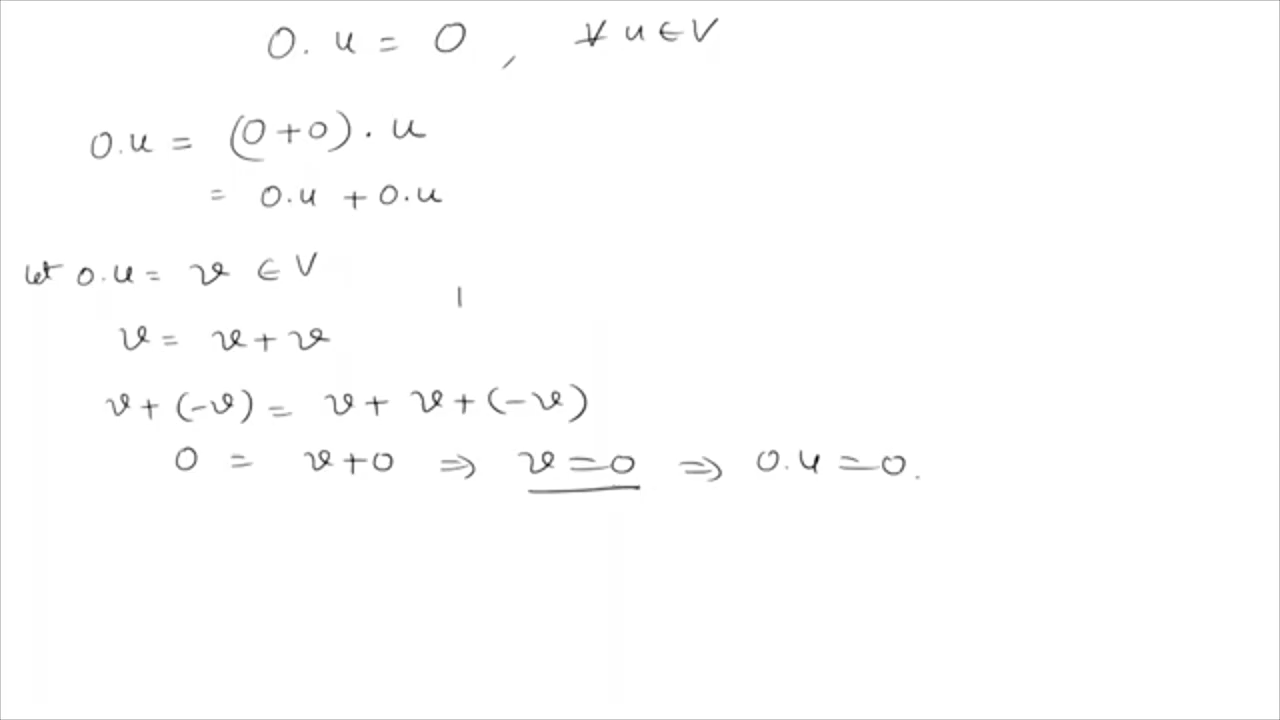 0. u = 0 , ∀ u ∈ V
0.u = (0+0) . u
= 0.u + 0.u
let 0.u = v ∈ V
v = v + v
v + (-v) = v + v + (-v)
0 = v + 0 ⇒ v = 0 ⇒ 0.u = 0.